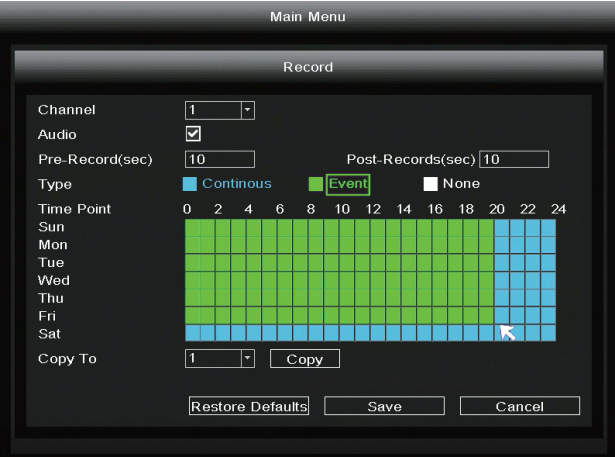 Main Menu
Record
Channel 1
Audio
Pre-Record(sec) 10 Post-Records(sec) 10
Type Continous Event None
Time Point 0 2 4 6 8 10 12 14 16 18 20 22 24
Sun
Mon
Tue
Wed
Thu
Fri
Sat
Copy To 1 Copy
Restore Defaults Save Cancel